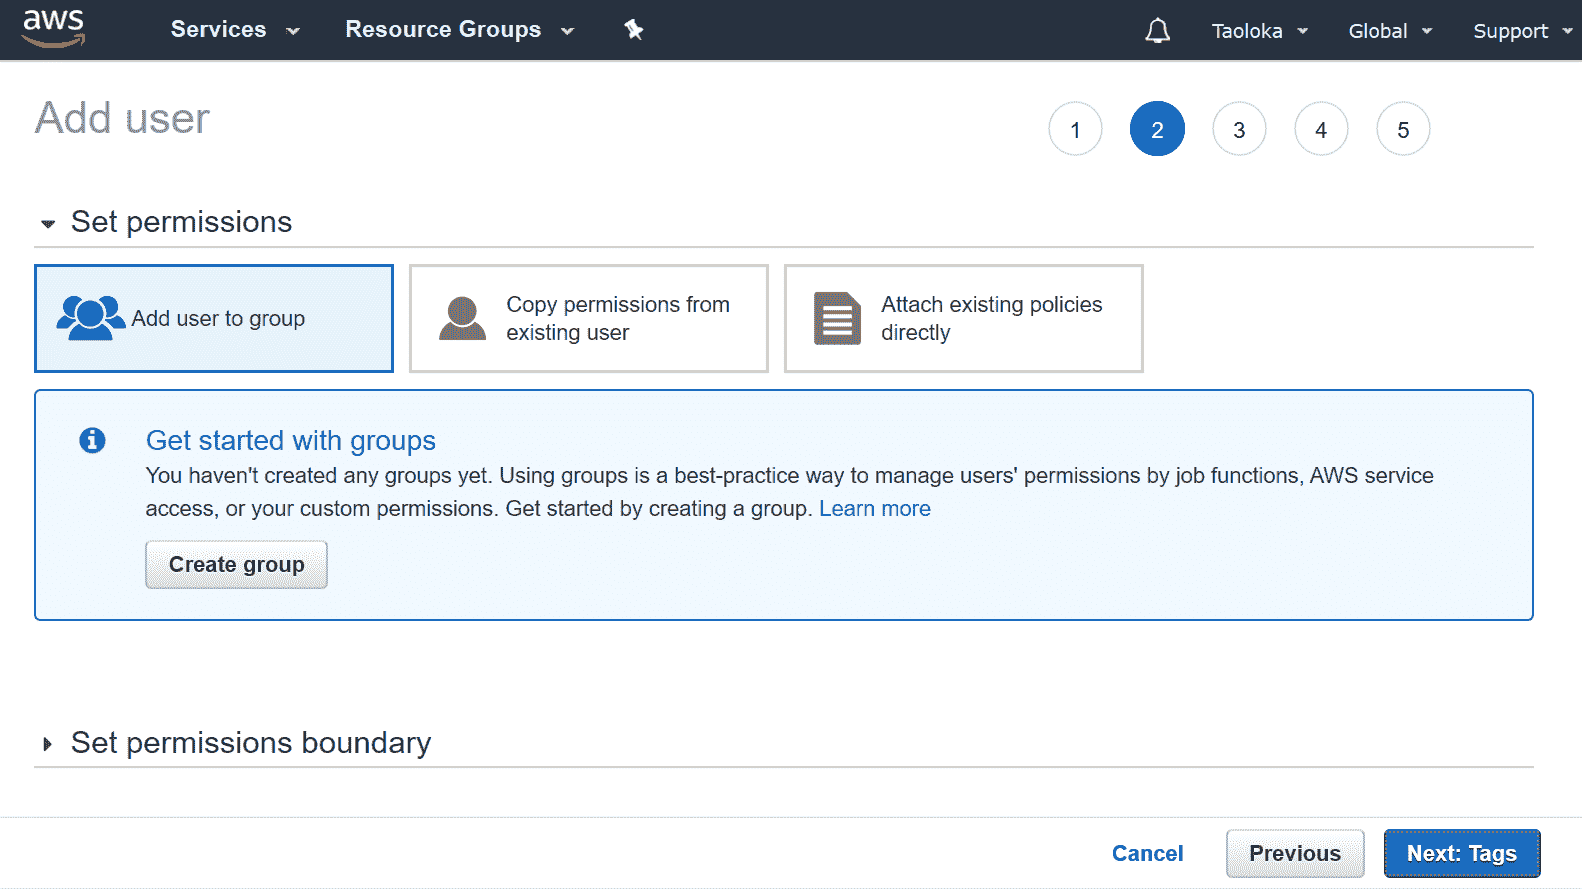 aws Services Resource Groups Taoloka Global Support
Add user
1 2 3 4 5
Set permissions
Add user to group
Copy permissions from
existing user
Attach existing policies
directly
Get started with groups
You haven't created any groups yet. Using groups is a best-practice way to manage users' permissions by job functions, AWS service
access, or your custom permissions. Get started by creating a group. Learn more
Create group
Set permissions boundary
Cancel Previous Next: Tags